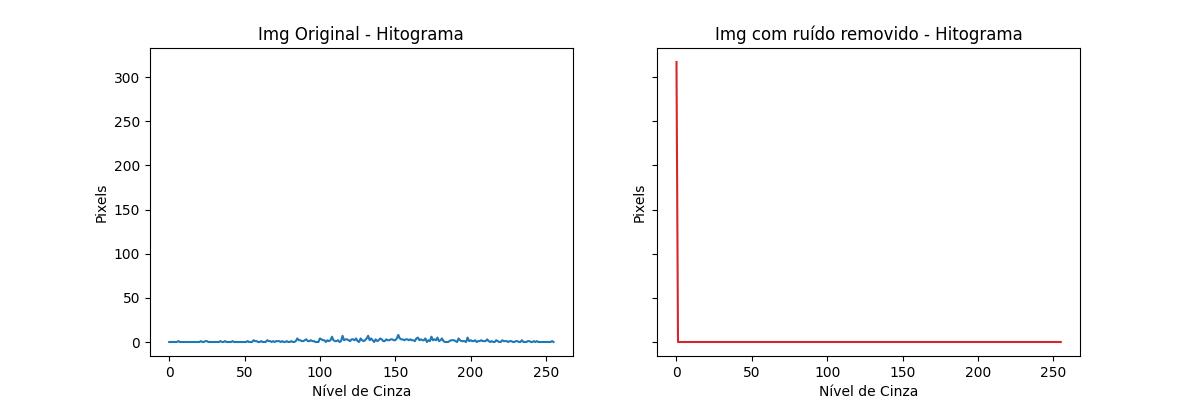 Img Original - Hitograma
300
250
200
150
100
50
0
Pixels
0 50 100 150 200 250
Nível de Cinza
Img com ruído removido - Hitograma
Pixels
0 50 100 150 200 250
Nível de Cinza